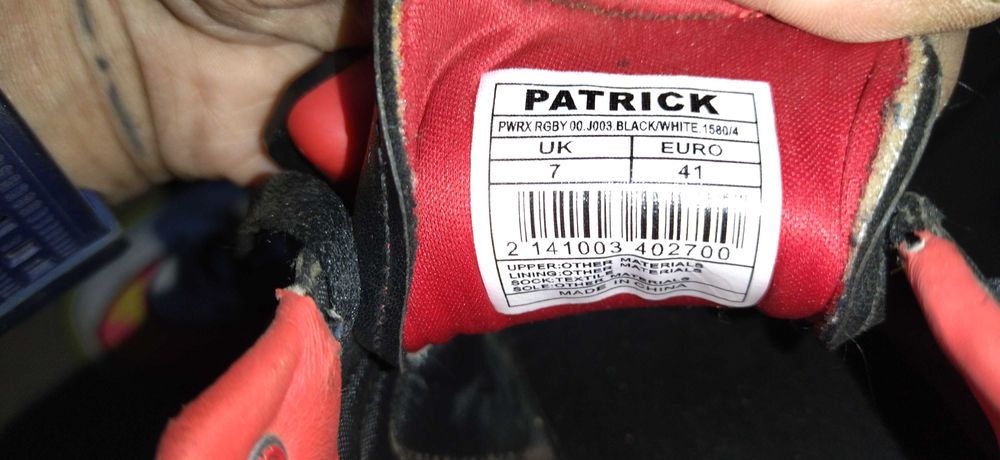 PATRICK
PWRX RGBY 00.J003.BLACK/WHITE.1580/4
UK EURO
7 41
2 141003 402700
UPPER:OTHER MATERIALS
LINING:OTHER MATERIALS
SOCK:TEXTIL MATERIALS
SOLE:OTHER MATERIALS
MADE IN CHINA